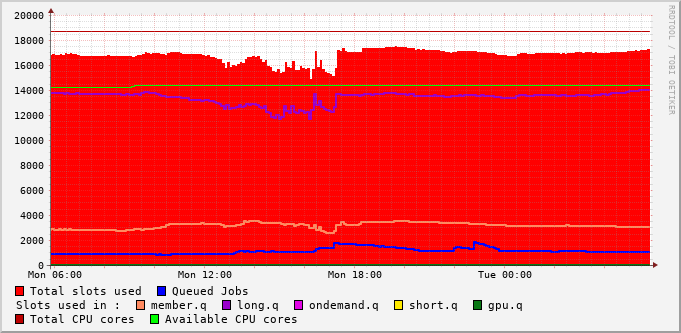 20000
18000
16000
14000
12000
10000
8000
6000
4000
2000
0
Mon 06:00 Mon 12:00 Mon 18:00 Tue 00:00
Total slots used Queued Jobs
Slots used in : member.q long.q ondemand.q short.q gpu.q
Total CPU cores Available CPU cores
RRDTOOL / TOBI OETIKER